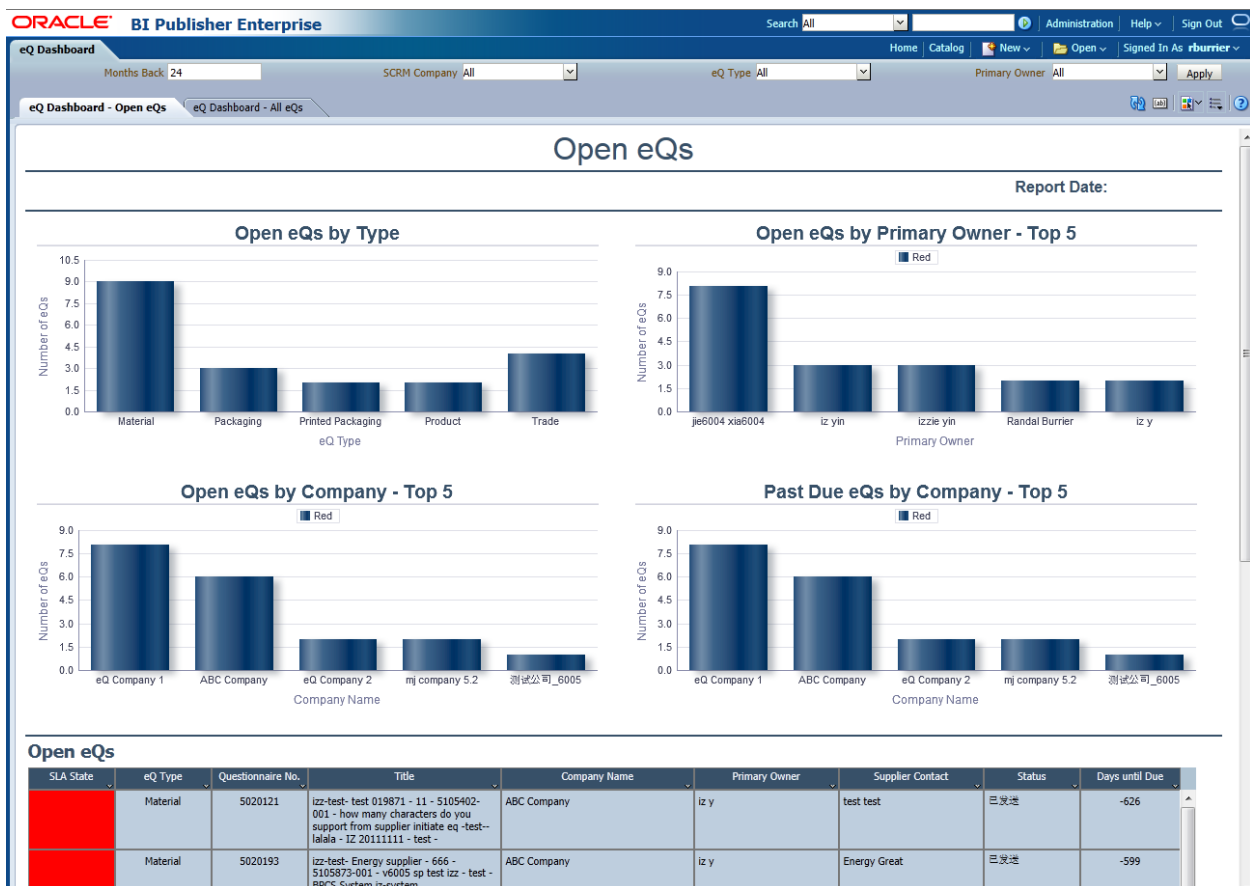 ORACLE BI Publisher Enterprise Search All Administration Help Sign Out
eQ Dashboard Home Catalog New Open Signed In As rburrier
Months Back 24 SCRM Company All eQ Type All Primary Owner All Apply
eQ Dashboard - Open eQs eQ Dashboard - All eQs
Open eQs
Report Date:
Open eQs by Type
10.5
9.0
7.5
6.0
4.5
3.0
1.5
0.0
Number of eQs
Material Packaging Printed Packaging Product Trade
eQ Type
Open eQs by Primary Owner - Top 5
Red
9.0
7.5
6.0
4.5
3.0
1.5
0.0
Number of eQs
jie6004 xia6004 iz yin izzie yin Randal Burrier iz y
Primary Owner
Open eQs by Company - Top 5
Red
9.0
7.5
6.0
4.5
3.0
1.5
0.0
Number of eQs
eQ Company 1 ABC Company eQ Company 2 mj company 5.2 测试公司_6005
Company Name
Past Due eQs by Company - Top 5
Red
9.0
7.5
6.0
4.5
3.0
1.5
0.0
Number of eQs
eQ Company 1 ABC Company eQ Company 2 mj company 5.2 测试公司_6005
Company Name
Open eQs
SLA State eQ Type Questionnaire No. Title Company Name Primary Owner Supplier Contact Status Days until Due
Material 5020121 izz-test- test 019871 - 11 - 5105402- ABC Company iz y test test 已发送 -626
001 - how many characters do you
support from supplier initiate eq -test--
lalala - IZ 20111111 - test -
Material 5020193 izz-test- Energy supplier - 666 - ABC Company iz y Energy Great 已发送 -599
5105873-001 - v6005 sp test izz - test -
BPCS System iz-system